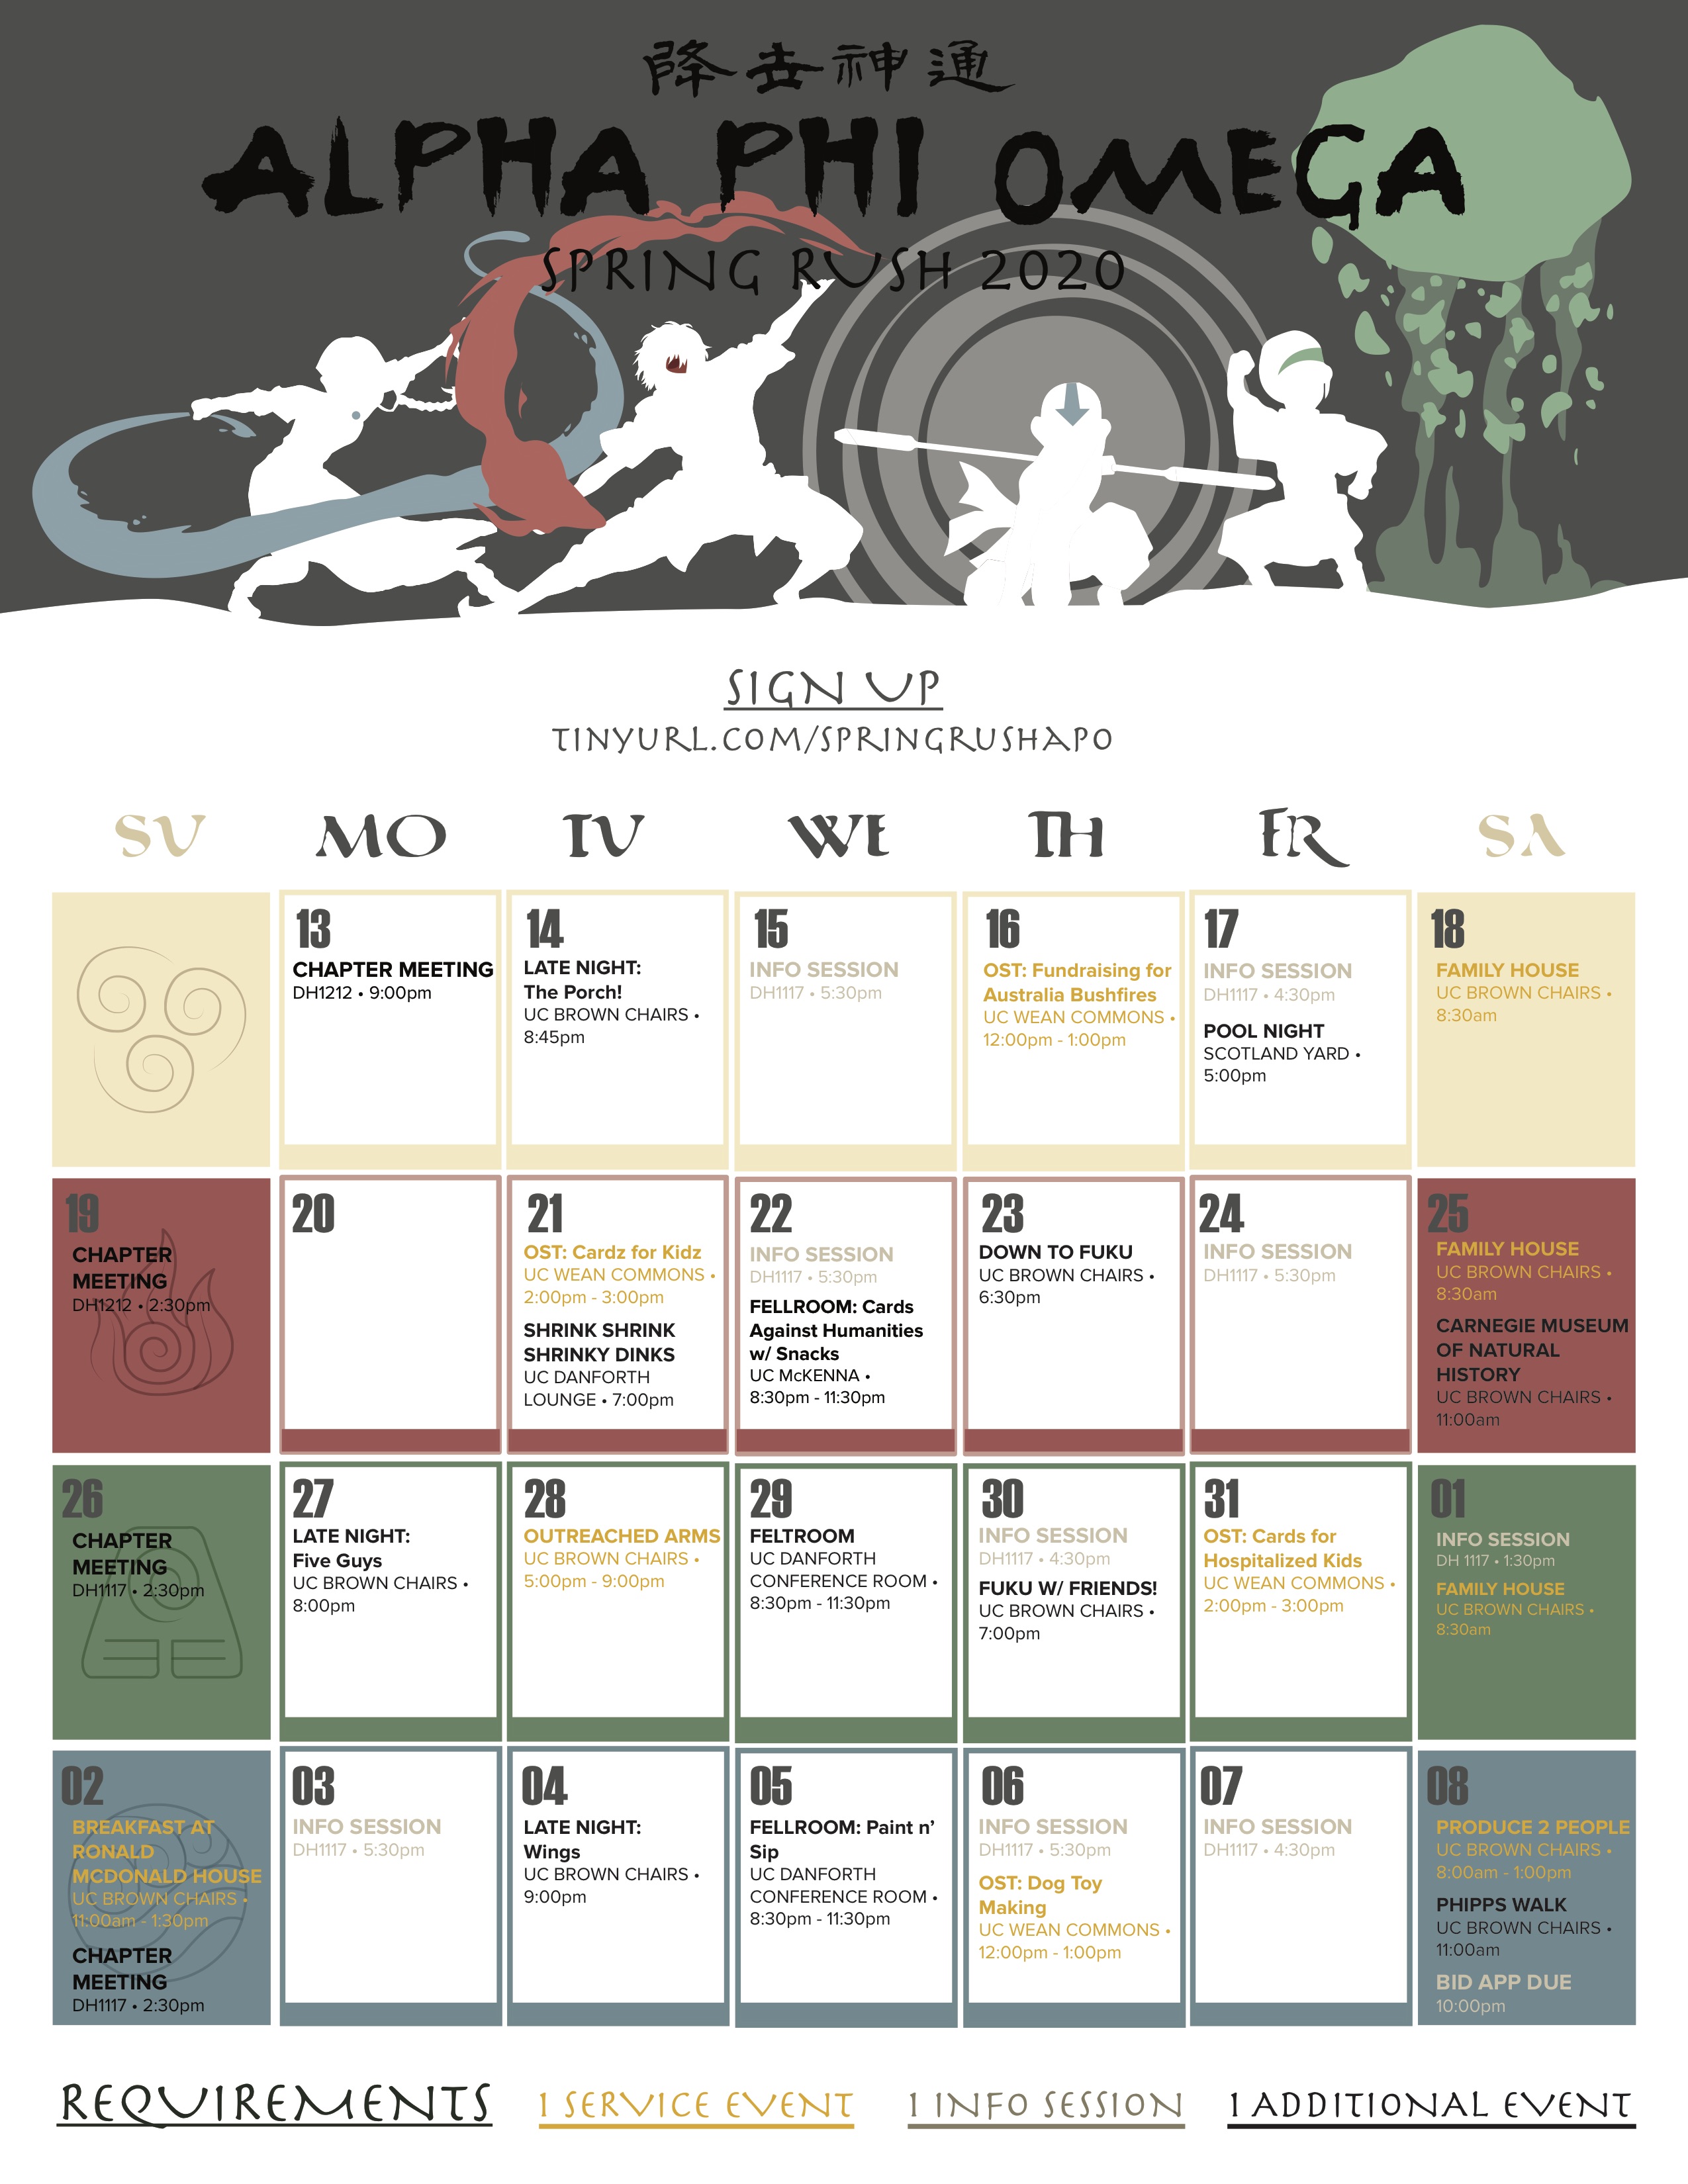 降去神通
ALPHA PHI OMEGA
SPRING RUSH 2020
SIGN UP
TINYURL.COM/SPRINGRUSHAPO
SU MO TU WE TH FR SA
13
CHAPTER MEETING
DH1212 • 9:00pm
14
LATE NIGHT:
The Porch!
UC BROWN CHAIRS •
8:45pm
15
INFO SESSION
DH1117 • 5:30pm
16
OST: Fundraising for
Australia Bushfires
UC WEAN COMMONS •
12:00pm - 1:00pm
17
INFO SESSION
DH1117 • 4:30pm
POOL NIGHT
SCOTLAND YARD •
5:00pm
18
FAMILY HOUSE
UC BROWN CHAIRS •
8:30am
19
CHAPTER
MEETING
DH1212 • 2:30pm
20
21
OST: Cardz for Kidz
UC WEAN COMMONS •
2:00pm - 3:00pm
SHRINK SHRINK
SHRINKY DINKS
UC DANFORTH
LOUNGE • 7:00pm
22
INFO SESSION
DH1117 • 5:30pm
FELLROOM: Cards
Against Humanities
w/ Snacks
UC McKENNA •
8:30pm - 11:30pm
23
DOWN TO FUKU
UC BROWN CHAIRS •
6:30pm
24
INFO SESSION
DH1117 • 5:30pm
25
FAMILY HOUSE
UC BROWN CHAIRS •
8:30am
CARNEGIE MUSEUM
OF NATURAL
HISTORY
UC BROWN CHAIRS •
11:00am
26
CHAPTER
MEETING
DH1117 • 2:30pm
27
LATE NIGHT:
Five Guys
UC BROWN CHAIRS •
8:00pm
28
OUTREACHED ARMS
UC BROWN CHAIRS •
5:00pm - 9:00pm
29
FELTROOM
UC DANFORTH
CONFERENCE ROOM •
8:30pm - 11:30pm
30
INFO SESSION
DH1117 • 4:30pm
FUKU W/ FRIENDS!
UC BROWN CHAIRS •
7:00pm
31
OST: Cards for
Hospitalized Kids
UC WEAN COMMONS •
2:00pm - 3:00pm
01
INFO SESSION
DH 1117 • 1:30pm
FAMILY HOUSE
UC BROWN CHAIRS •
8:30am
02
BREAKFAST AT
RONALD
MCDONALD HOUSE
UC BROWN CHAIRS •
11:00am - 1:30pm
CHAPTER
MEETING
DH1117 • 2:30pm
03
INFO SESSION
DH1117 • 5:30pm
04
LATE NIGHT:
Wings
UC BROWN CHAIRS •
9:00pm
05
FELLROOM: Paint n’
Sip
UC DANFORTH
CONFERENCE ROOM •
8:30pm - 11:30pm
06
INFO SESSION
DH1117 • 5:30pm
OST: Dog Toy
Making
UC WEAN COMMONS •
12:00pm - 1:00pm
07
INFO SESSION
DH1117 • 4:30pm
08
PRODUCE 2 PEOPLE
UC BROWN CHAIRS •
8:00am - 1:00pm
PHIPPS WALK
UC BROWN CHAIRS •
11:00am
BID APP DUE
10:00pm
REQUIREMENTS 1 SERVICE EVENT 1 INFO SESSION 1 ADDITIONAL EVENT